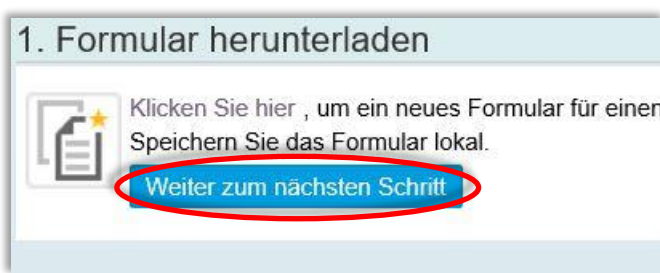 1. Formular herunterladen
Klicken Sie hier , um ein neues Formular für einen
Speichern Sie das Formular lokal.
Weiter zum nächsten Schritt